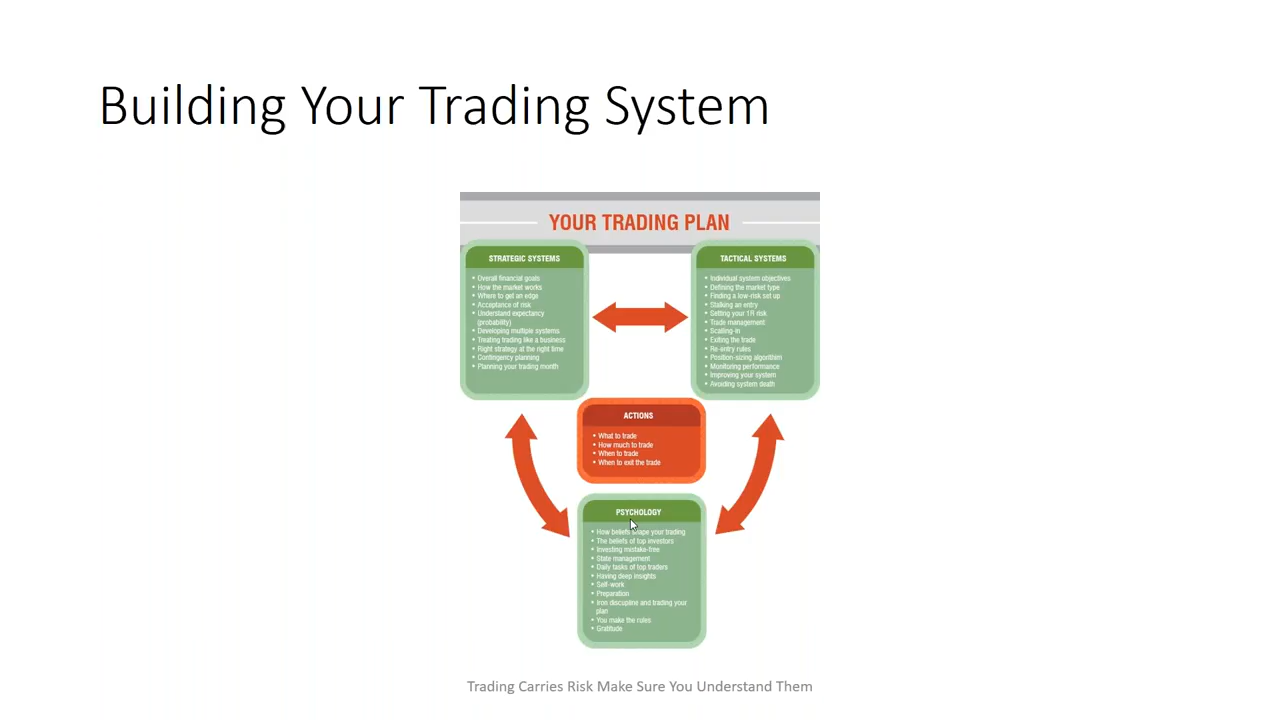 Building Your Trading System
YOUR TRADING PLAN
STRATEGIC SYSTEMS
• Overall financial goals
• How the market works
• Where to get an edge
• Acceptance of risk
• Understand expectancy
(probability)
• Developing multiple systems
• Treating trading like a business
• Right strategy at the right time
• Contingency planning
• Planning your trading month
TACTICAL SYSTEMS
• Individual system objectives
• Defining the market type
• Finding a low-risk set up
• Stalking an entry
• Setting your 1R risk
• Trade management
• Scaling-in
• Exiting the trade
• Re-entry rules
• Position-sizing algorithm
• Monitoring performance
• Improving your system
• Avoiding system death
ACTIONS
• What to trade
• How much to trade
• When to trade
• When to exit the trade
PSYCHOLOGY
• How beliefs shape your trading
• The beliefs of top investors
• Investing mistake-free
• State management
• Daily tasks of top traders
• Having deep insights
• Self-work
• Preparation
• Iron discipline and trading your
plan
• You make the rules
• Gratitude
Trading Carries Risk Make Sure You Understand Them